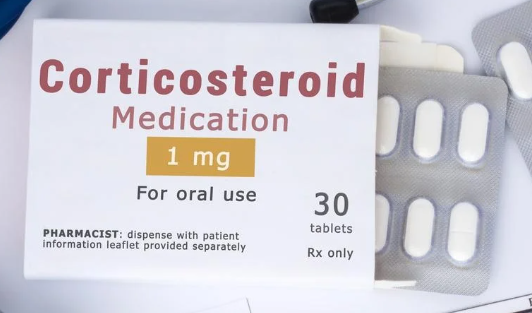 Corticosteroid
Medication
1 mg
For oral use
30
tablets
PHARMACIST: dispense with patient
information leaflet provided separately
Rx only